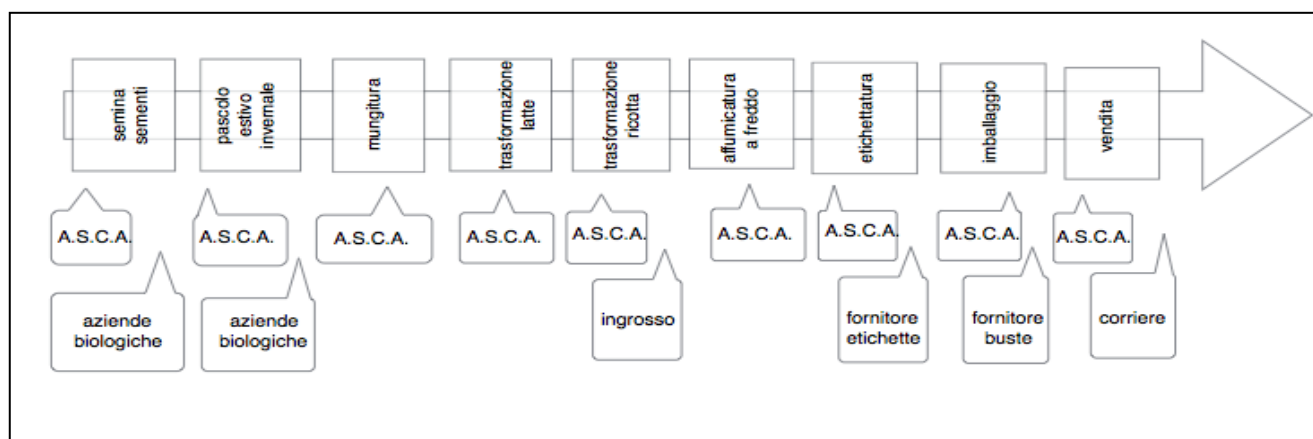 semina
sementi
pascolo
estivo
invernale
mungitura
trasformazione
latte
trasformazione
ricotta
affumicatura
a freddo
etichettatura
imballaggio
vendita
A.S.C.A.
A.S.C.A.
A.S.C.A.
A.S.C.A.
A.S.C.A.
A.S.C.A.
A.S.C.A.
A.S.C.A.
A.S.C.A.
aziende
biologiche
aziende
biologiche
ingrosso
fornitore
etichette
fornitore
buste
corriere